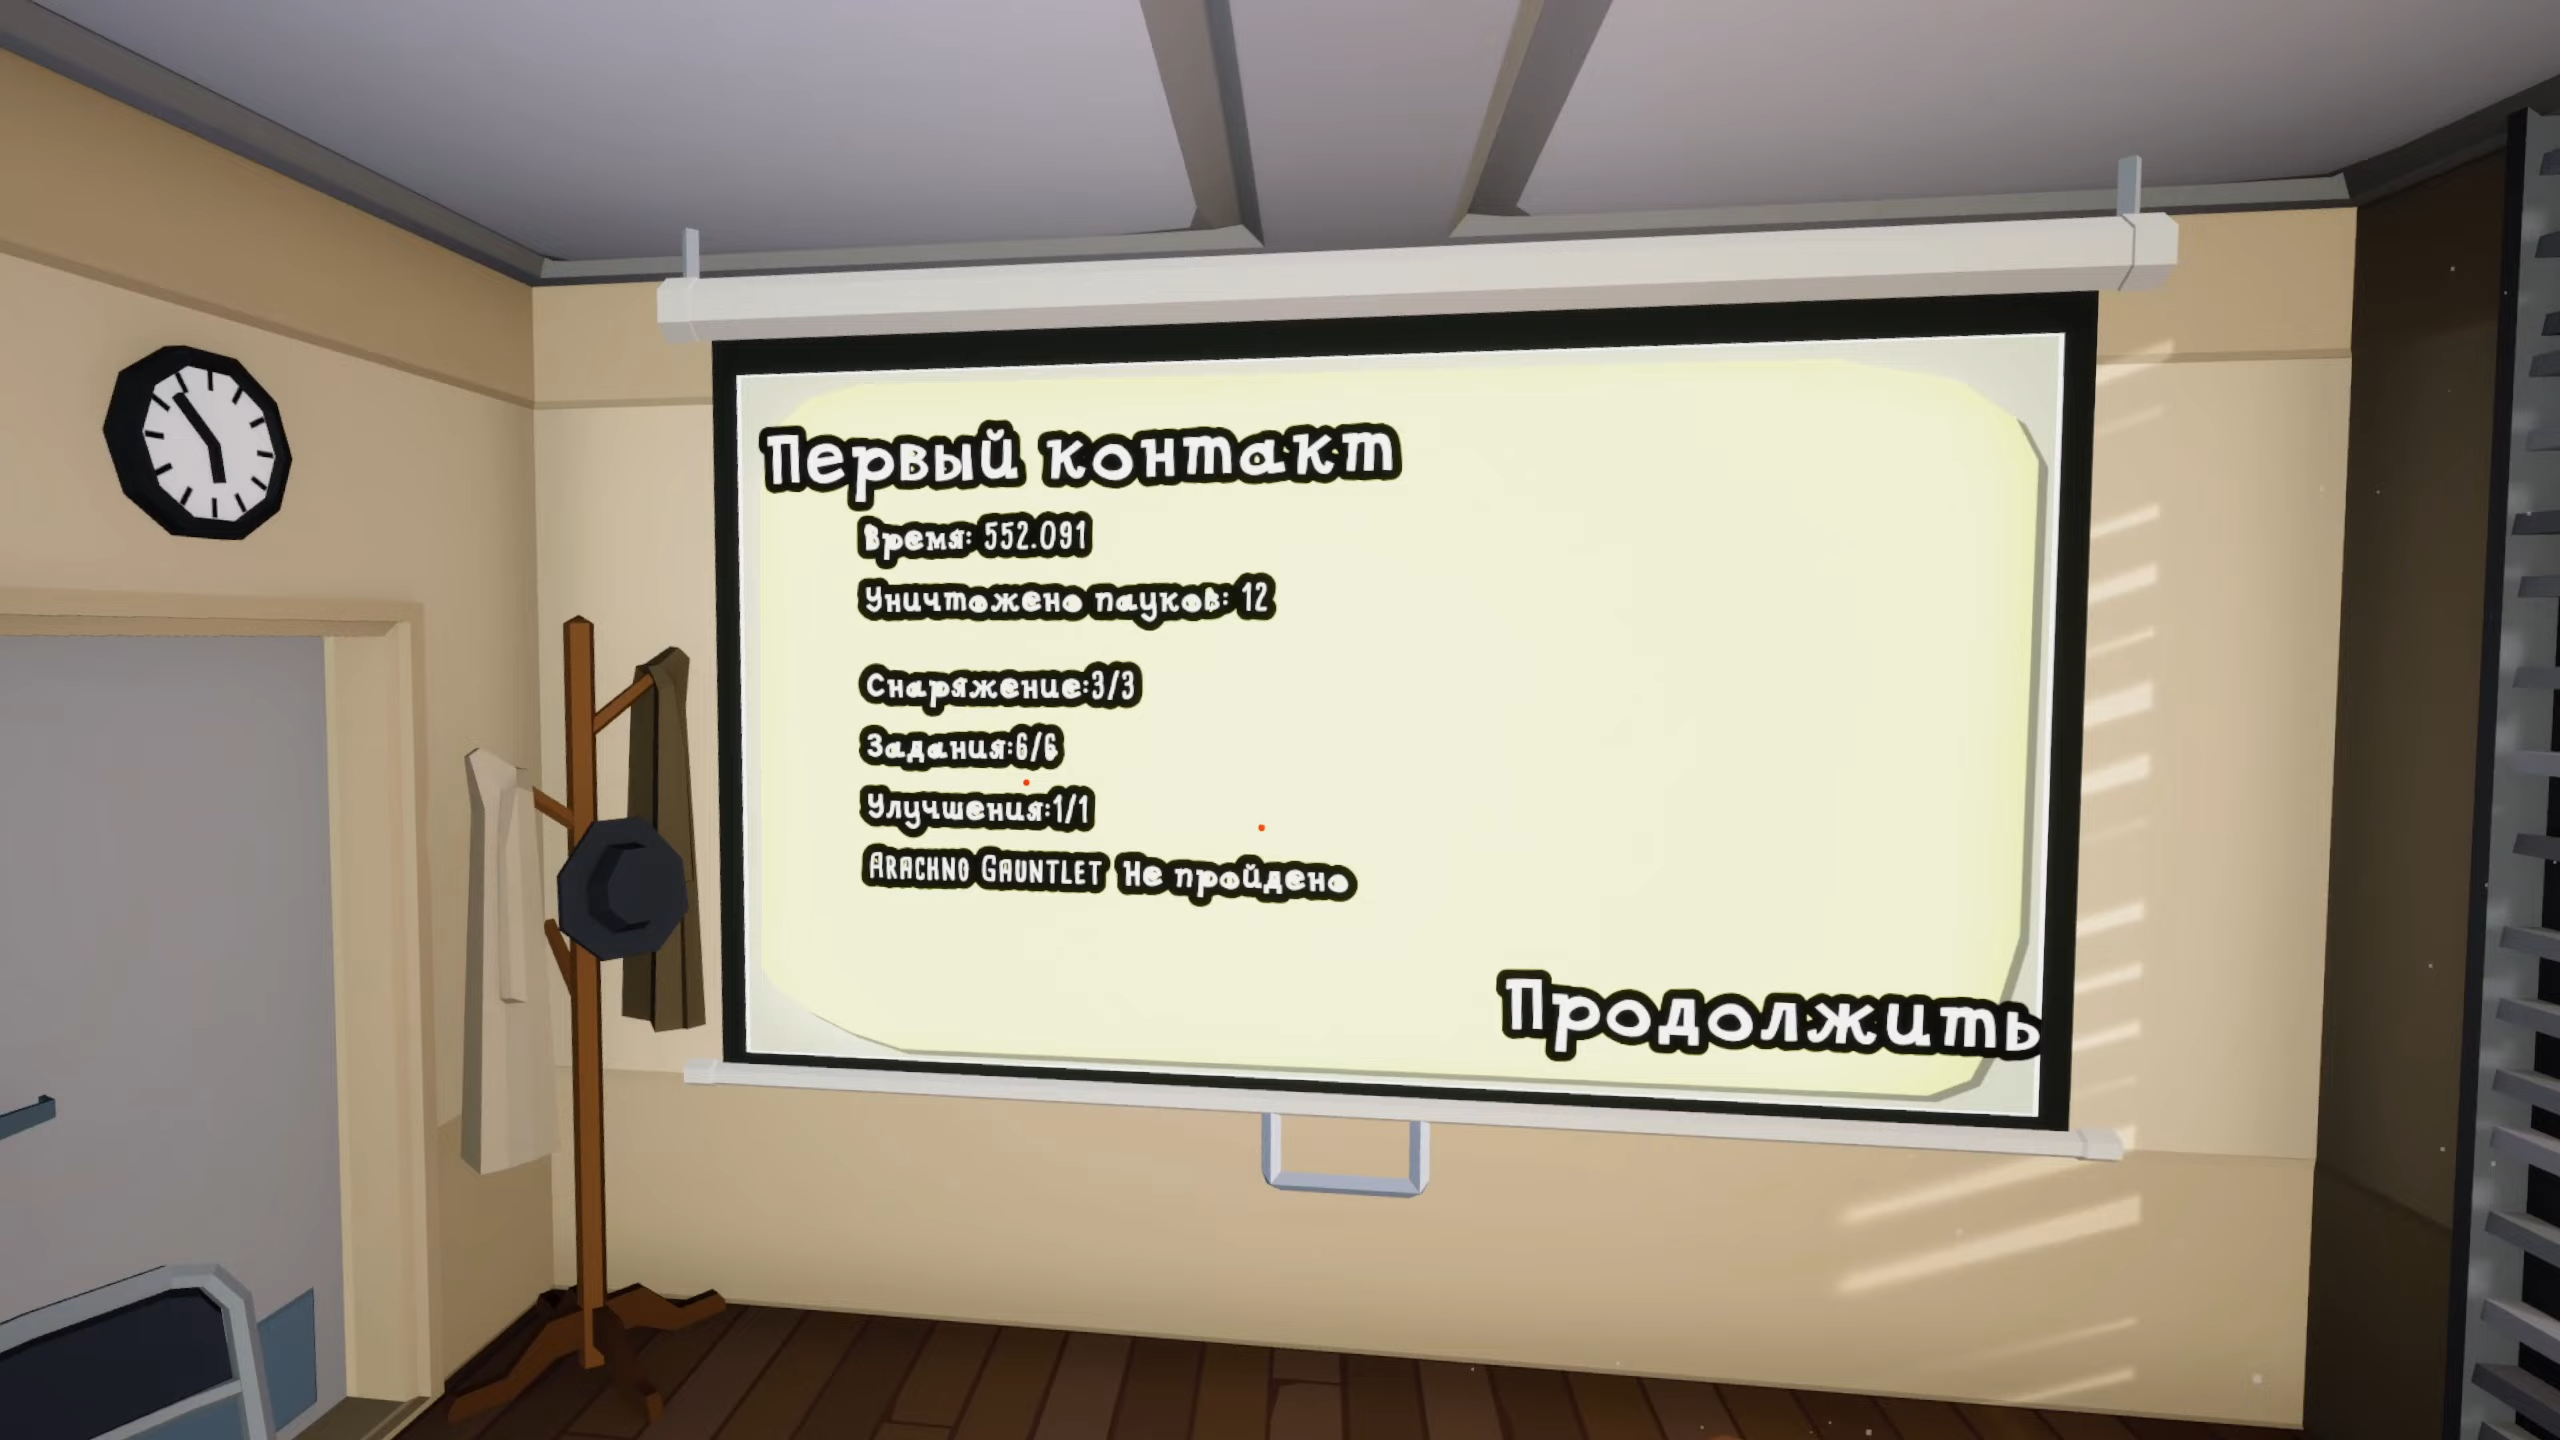 Первый контакт
Время: 552.091
Уничтожено пауков: 12
Снаряжение:3/3
Задания:6/6
Улучшения:1/1
ARACHNO GAUNTLET Не пройдено
Продолжить